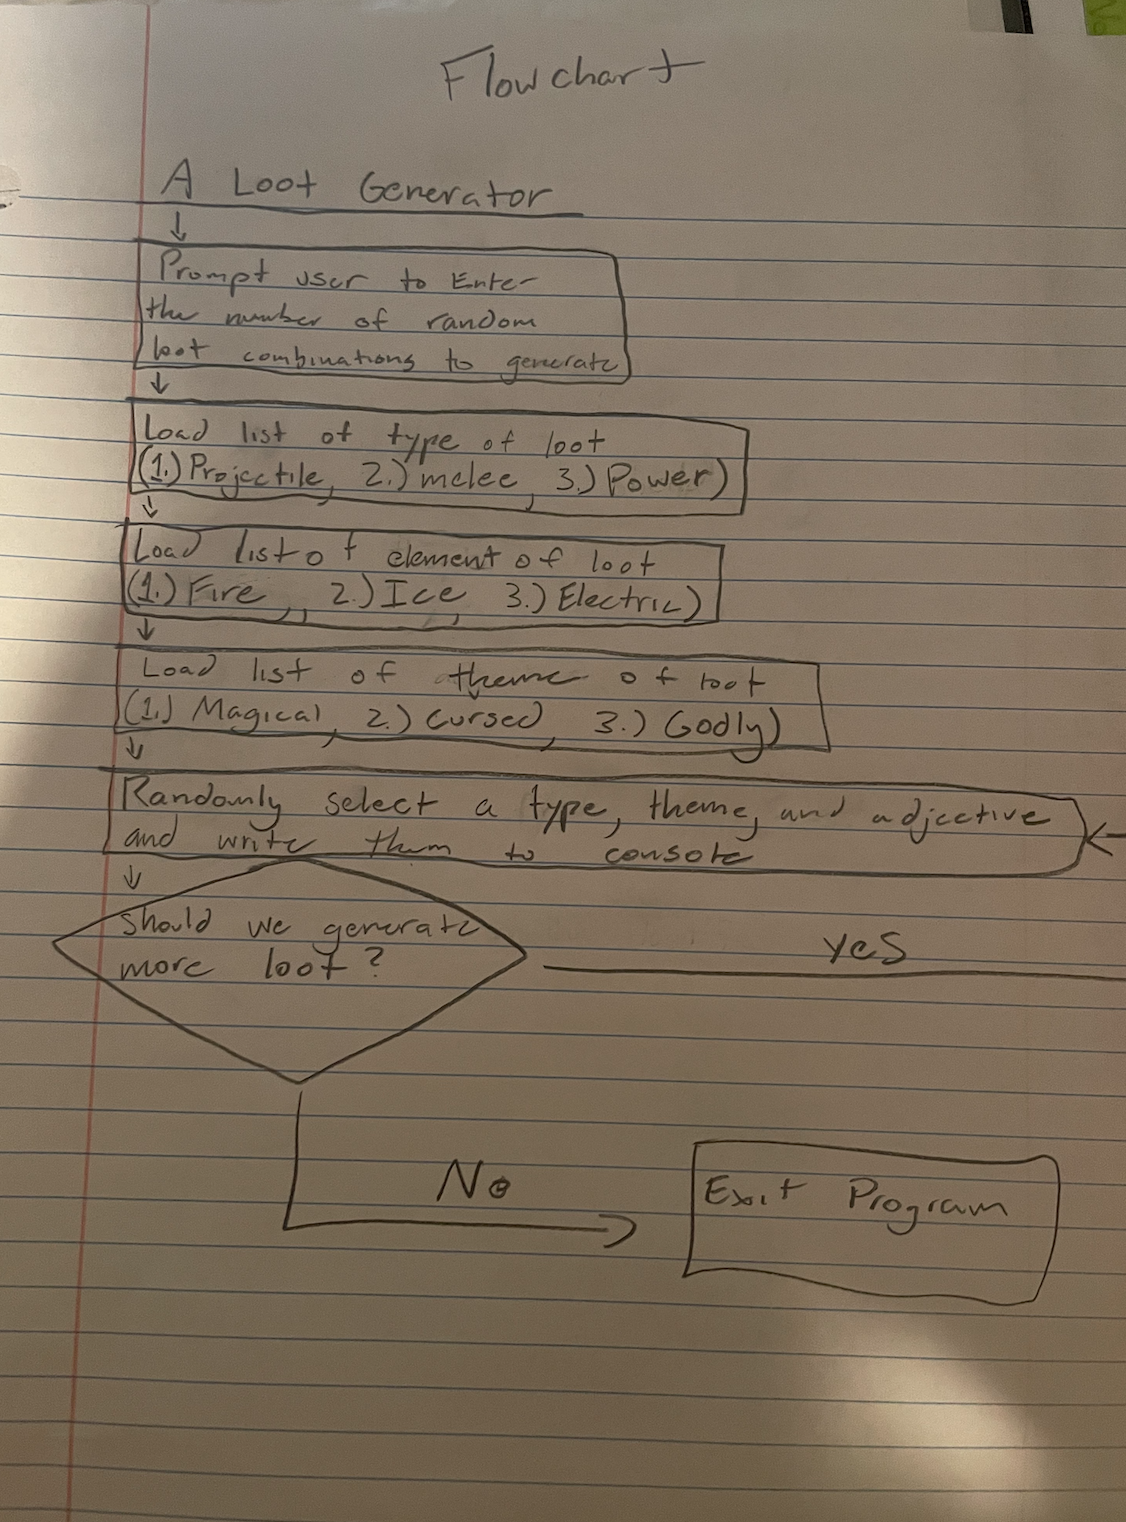 Flowchart
A Loot Generator
Prompt user to Enter
the number of random
loot combinations to generate
Load list of type of loot
(1.) Projectile, 2.) melee, 3.) Power)
Load list of element of loot
(1.) Fire, 2.) Ice, 3.) Electric)
Load list of theme of loot
(1.) Magical, 2.) Cursed, 3.) Godly)
Randomly select a type, theme, and adjective
and write them to console
should we generate
more loot?
yes
No
Exit Program